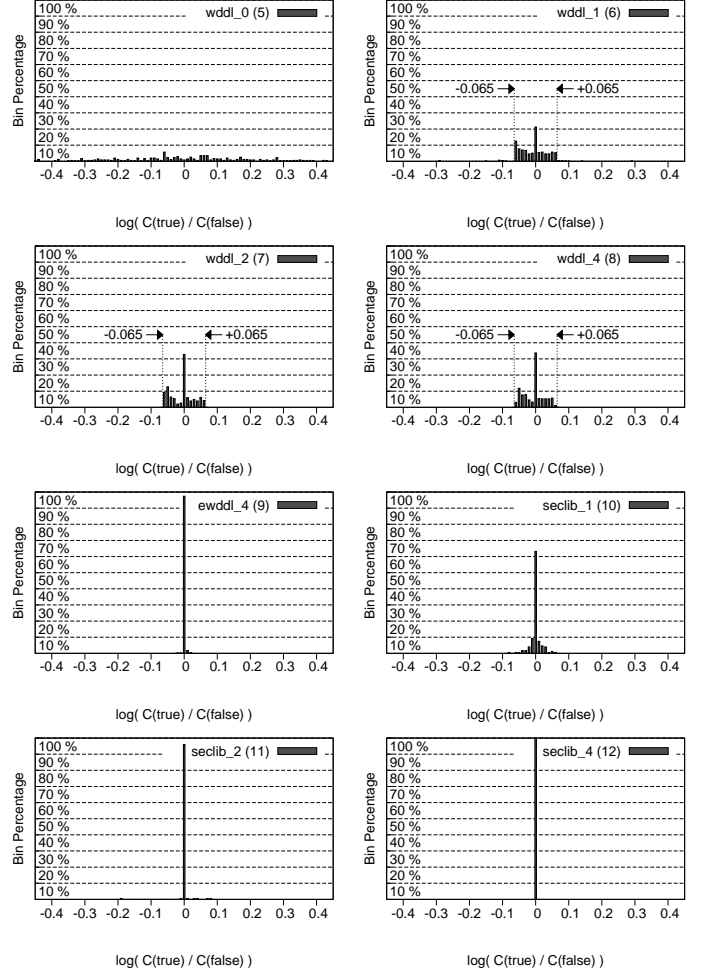 100 % wddl_0 (5)
90 %
80 %
70 %
60 %
50 %
40 %
30 %
20 %
10 %
Bin Percentage
-0.4 -0.3 -0.2 -0.1 0 0.1 0.2 0.3 0.4
log( C(true) / C(false) )
100 % wddl_1 (6)
90 %
80 %
70 %
60 %
50 % -0.065 +0.065
40 %
30 %
20 %
10 %
Bin Percentage
-0.4 -0.3 -0.2 -0.1 0 0.1 0.2 0.3 0.4
log( C(true) / C(false) )
100 % wddl_2 (7)
90 %
80 %
70 %
60 %
50 % -0.065 +0.065
40 %
30 %
20 %
10 %
Bin Percentage
-0.4 -0.3 -0.2 -0.1 0 0.1 0.2 0.3 0.4
log( C(true) / C(false) )
100 % wddl_4 (8)
90 %
80 %
70 %
60 %
50 % -0.065 +0.065
40 %
30 %
20 %
10 %
Bin Percentage
-0.4 -0.3 -0.2 -0.1 0 0.1 0.2 0.3 0.4
log( C(true) / C(false) )
100 % ewddl_4 (9)
90 %
80 %
70 %
60 %
50 %
40 %
30 %
20 %
10 %
Bin Percentage
-0.4 -0.3 -0.2 -0.1 0 0.1 0.2 0.3 0.4
log( C(true) / C(false) )
100 % seclib_1 (10)
90 %
80 %
70 %
60 %
50 %
40 %
30 %
20 %
10 %
Bin Percentage
-0.4 -0.3 -0.2 -0.1 0 0.1 0.2 0.3 0.4
log( C(true) / C(false) )
100 % seclib_2 (11)
90 %
80 %
70 %
60 %
50 %
40 %
30 %
20 %
10 %
Bin Percentage
-0.4 -0.3 -0.2 -0.1 0 0.1 0.2 0.3 0.4
log( C(true) / C(false) )
100 % seclib_4 (12)
90 %
80 %
70 %
60 %
50 %
40 %
30 %
20 %
10 %
Bin Percentage
-0.4 -0.3 -0.2 -0.1 0 0.1 0.2 0.3 0.4
log( C(true) / C(false) )